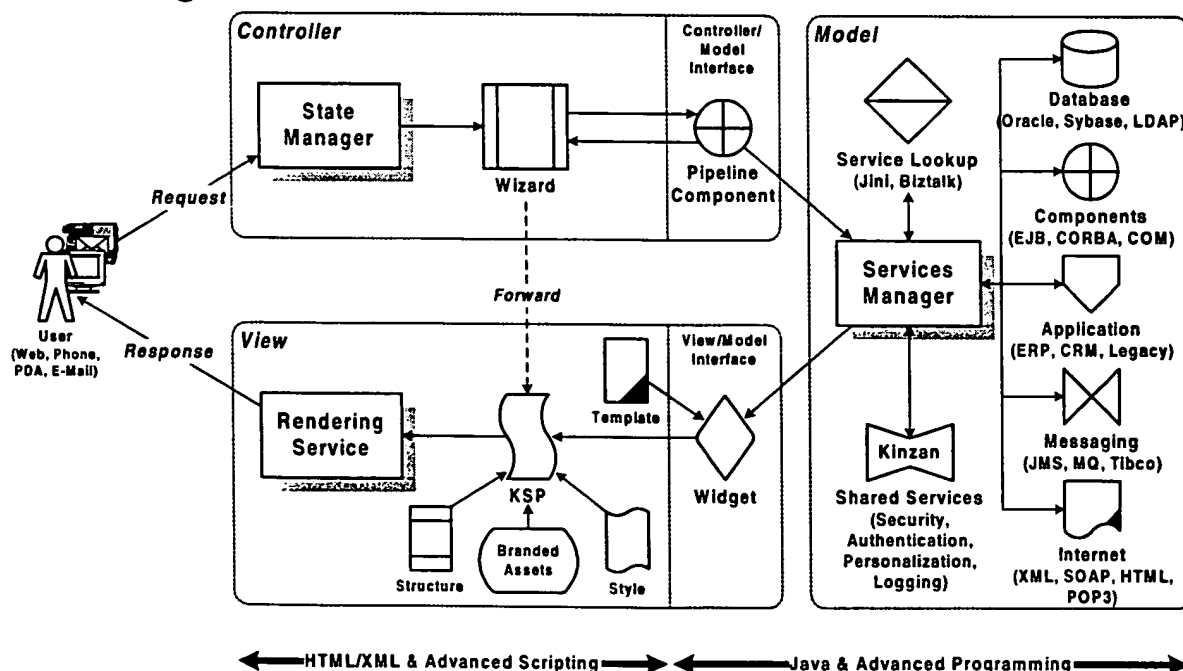 Controller
Controller/
Model
Interface
State
Manager
Wizard
Pipeline
Component
Request
User
(Web, Phone,
PDA, E-Mail)
Response
Forward
View
View/Model
Interface
Rendering
Service
Template
KSP
Widget
Structure
Branded
Assets
Style
Model
Service Lookup
(Jini, Biztalk)
Services
Manager
Kinzan
Shared Services
(Security,
Authentication,
Personalization,
Logging)
Database
(Oracle, Sybase, LDAP)
Components
(EJB, CORBA, COM)
Application
(ERP, CRM, Legacy)
Messaging
(JMS, MQ, Tibco)
Internet
(XML, SOAP, HTML,
POP3)
HTML/XML & Advanced Scripting
Java & Advanced Programming